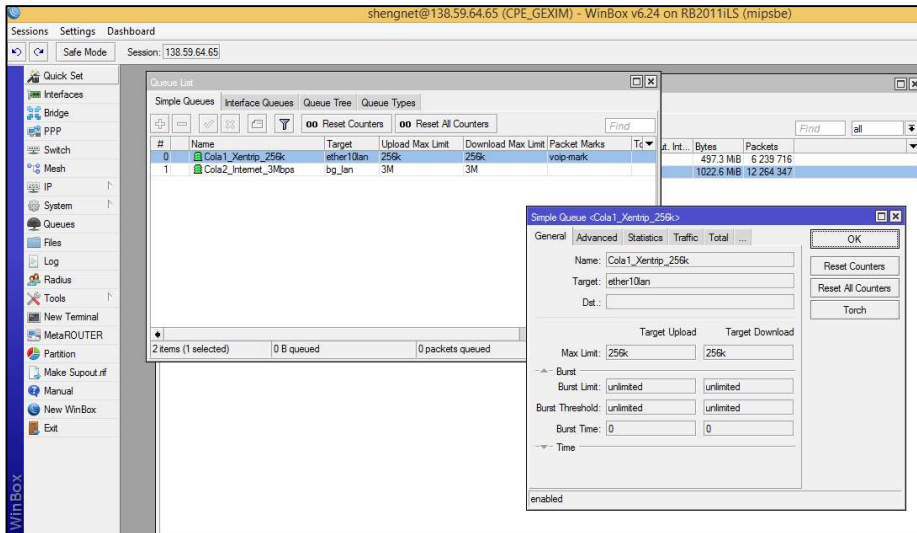 shengnet@138.59.64.65 (CPE_GEXIM) - WinBox v6.24 on RB2011iLS (mipsbe)
Sessions Settings Dashboard
Safe Mode Session: 138.59.64.65
Quick Set
Interfaces
Bridge
PPP
Switch
Mesh
IP
System
Queues
Files
Log
Radius
Tools
New Terminal
MetaROUTER
Partition
Make Supout.rif
Manual
New WinBox
Exit
WinBox
Queue List
Simple Queues Interface Queues Queue Tree Queue Types
00 Reset Counters 00 Reset All Counters Find
# Name Target Upload Max Limit Download Max Limit Packet Marks
0 Cola1_Xentrip_256k ether10lan 256k 256k voip-mark
1 Cola2_Internet_3Mbps bg_lan 3M 3M
2 items (1 selected) 0 B queued 0 packets queued
Find all
ut. Int... Bytes Packets
497.3 MiB 6 239 716
1022.6 MiB 12 264 347
Simple Queue <Cola1_Xentrip_256k>
General Advanced Statistics Traffic Total ...
Name: Cola1_Xentrip_256k
Target: ether10lan
Dst.:
Target Upload Target Download
Max Limit: 256k 256k
Burst
Burst Limit: unlimited unlimited
Burst Threshold: unlimited unlimited
Burst Time: 0 0
Time
enabled
OK
Reset Counters
Reset All Counters
Torch